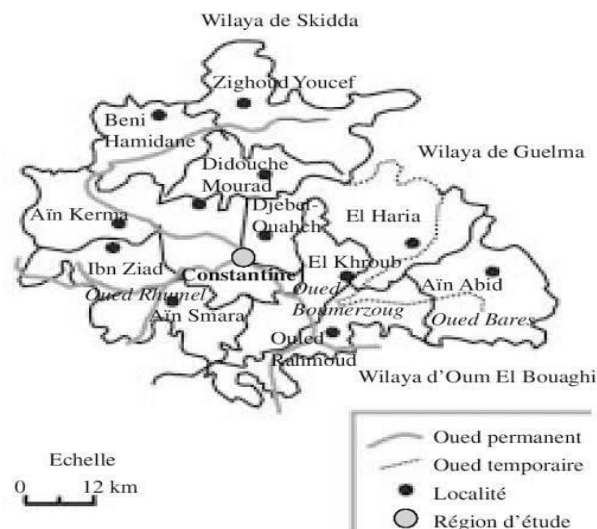 Wilaya de Skidda
Zighoud Youcef
Beni
Hamidane
Wilaya de Guelma
Didouche
Mourad
Djebel-
Ouahch
Aïn Kerma
El Haria
Ibn Ziad
Constantine
El Khroub
Aïn Abid
Oued Rhumel
Oued
Boumerzoug
Aïn Smara
Oued Bares
Ouled
Rahmoud
Wilaya d'Oum El Bouaghi
Echelle
0 12 km
Oued permanent
Oued temporaire
Localité
Région d'étude